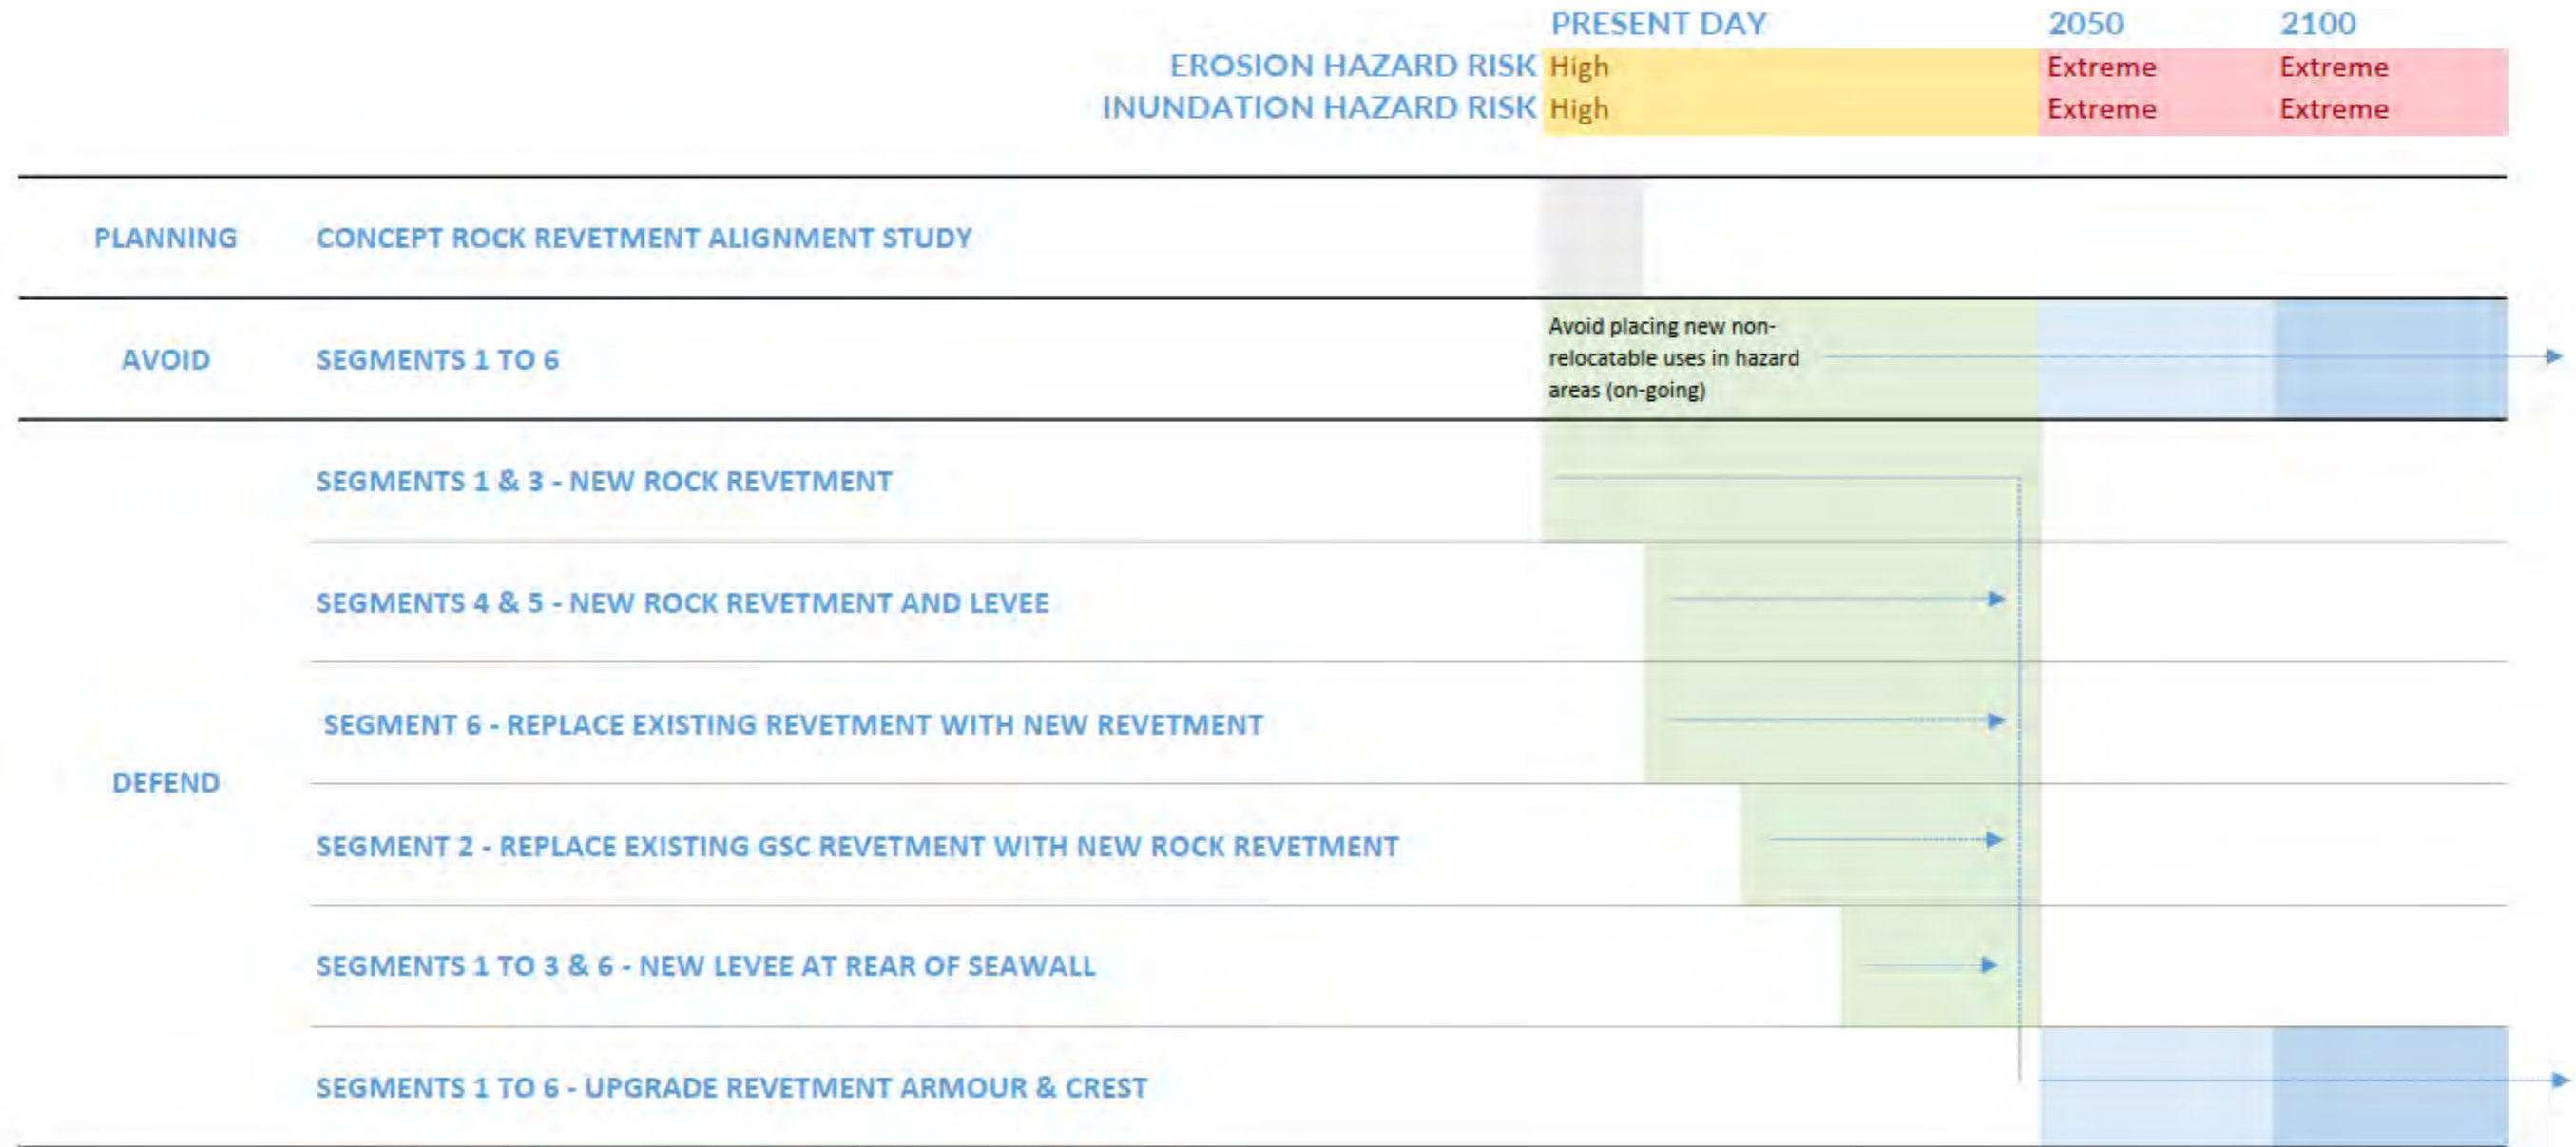 PRESENT DAY 2050 2100
EROSION HAZARD RISK High Extreme Extreme
INUNDATION HAZARD RISK High Extreme Extreme
PLANNING CONCEPT ROCK REVETMENT ALIGNMENT STUDY
AVOID SEGMENTS 1 TO 6
Avoid placing new non-
relocatable uses in hazard
areas (on-going)
DEFEND
SEGMENTS 1 & 3 - NEW ROCK REVETMENT
SEGMENTS 4 & 5 - NEW ROCK REVETMENT AND LEVEE
SEGMENT 6 - REPLACE EXISTING REVETMENT WITH NEW REVETMENT
SEGMENT 2 - REPLACE EXISTING GSC REVETMENT WITH NEW ROCK REVETMENT
SEGMENTS 1 TO 3 & 6 - NEW LEVEE AT REAR OF SEAWALL
SEGMENTS 1 TO 6 - UPGRADE REVETMENT ARMOUR & CREST